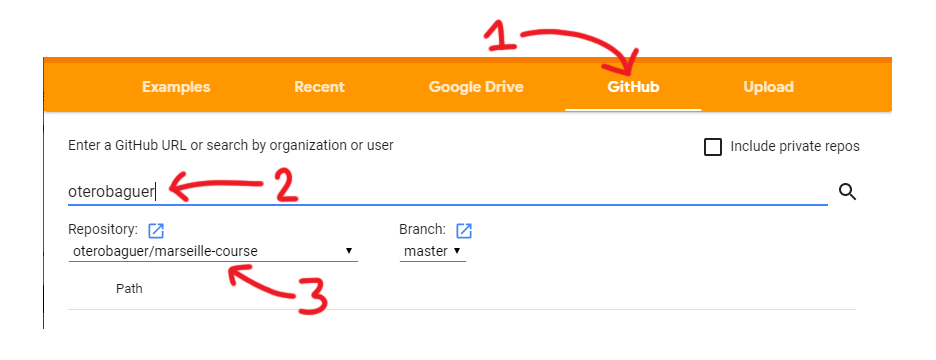 1
Examples Recent Google Drive GitHub Upload
Enter a GitHub URL or search by organization or user Include private repos
oterobaguer 2
Repository: Branch:
oterobaguer/marseille-course master
Path 3